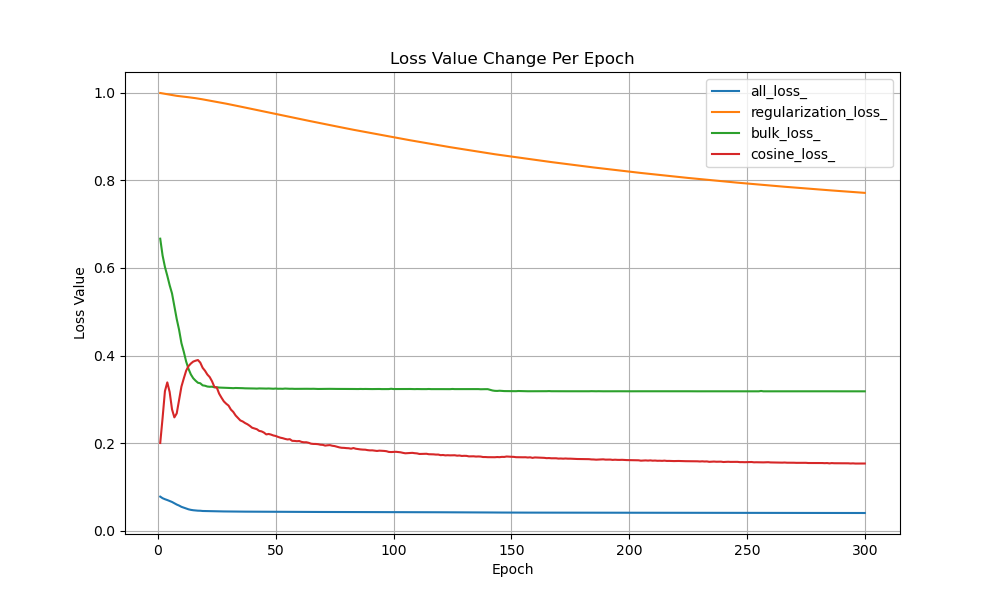 Loss Value Change Per Epoch
all_loss_
regularization_loss_
bulk_loss_
cosine_loss_
1.0
0.8
0.6
0.4
0.2
0.0
Loss Value
0 50 100 150 200 250 300
Epoch